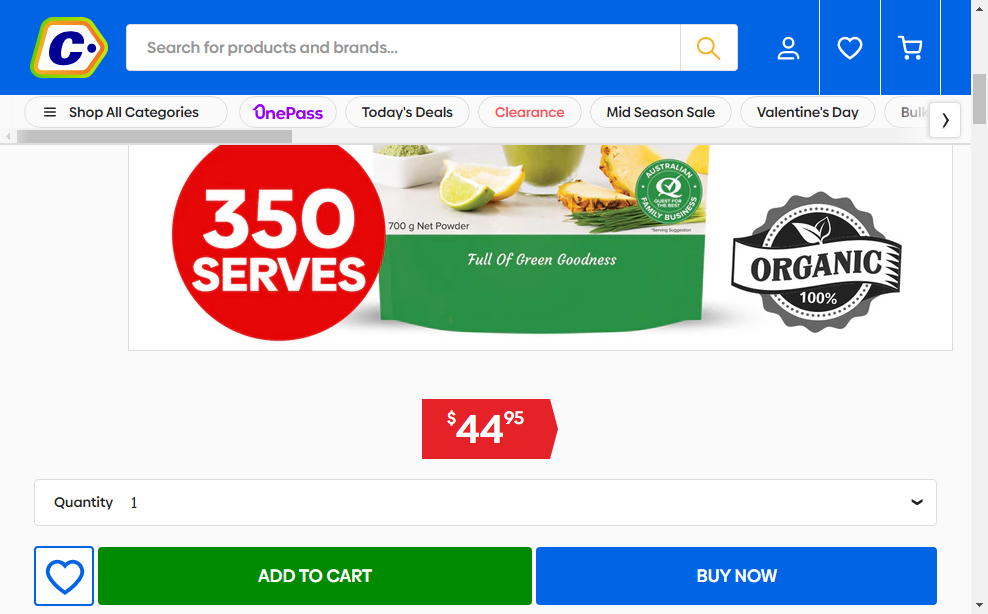 C
Search for products and brands...
Shop All Categories
OnePass
Today's Deals
Clearance
Mid Season Sale
Valentine's Day
Bulk
350
SERVES
700 g Net Powder
AUSTRALIAN
QUEST FOR
THE BEST
FAMILY BUSINESS
*Serving Suggestion
Full Of Green Goodness
ORGANIC
100%
$44.95
Quantity 1
ADD TO CART
BUY NOW